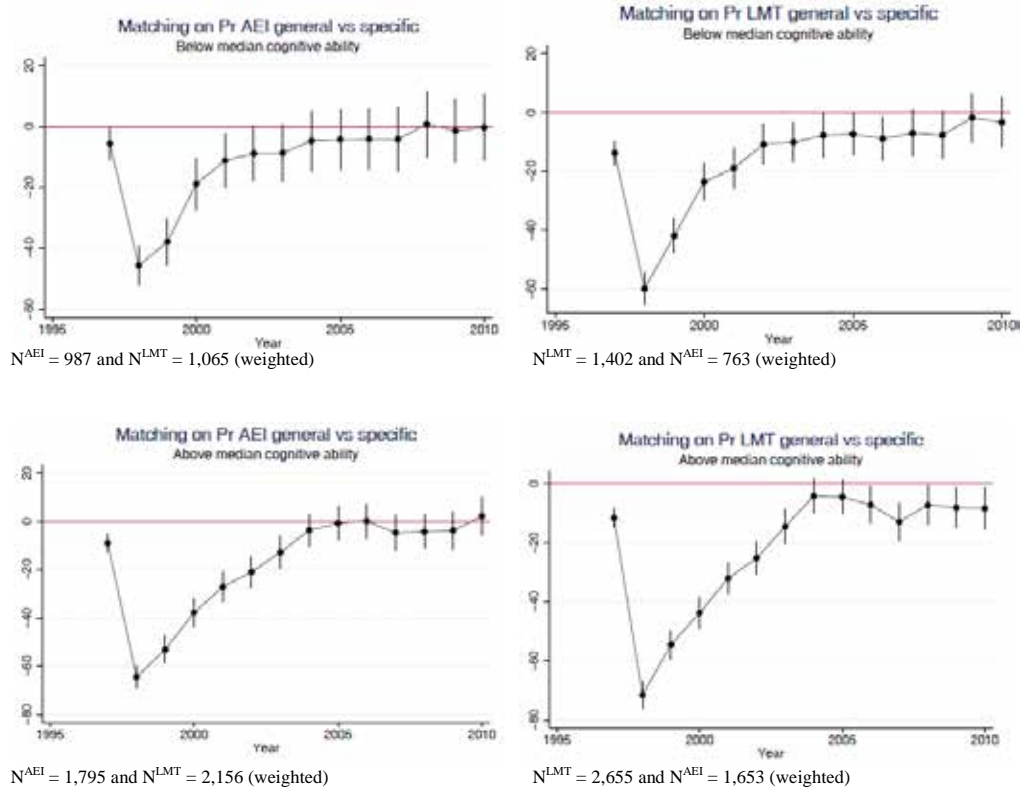 Matching on Pr AEI general vs specific
Below median cognitive ability
20
0
-20
-40
-60
1995 2000 2005 2010
Year
N^AEI = 987 and N^LMT = 1,065 (weighted)
Matching on Pr LMT general vs specific
Below median cognitive ability
20
0
-20
-40
-60
1995 2000 2005 2010
Year
N^LMT = 1,402 and N^AEI = 763 (weighted)
Matching on Pr AEI general vs specific
Above median cognitive ability
20
0
-20
-40
-60
-80
1995 2000 2005 2010
Year
N^AEI = 1,795 and N^LMT = 2,156 (weighted)
Matching on Pr LMT general vs specific
Above median cognitive ability
0
-20
-40
-60
-80
1995 2000 2005 2010
Year
N^LMT = 2,655 and N^AEI = 1,653 (weighted)